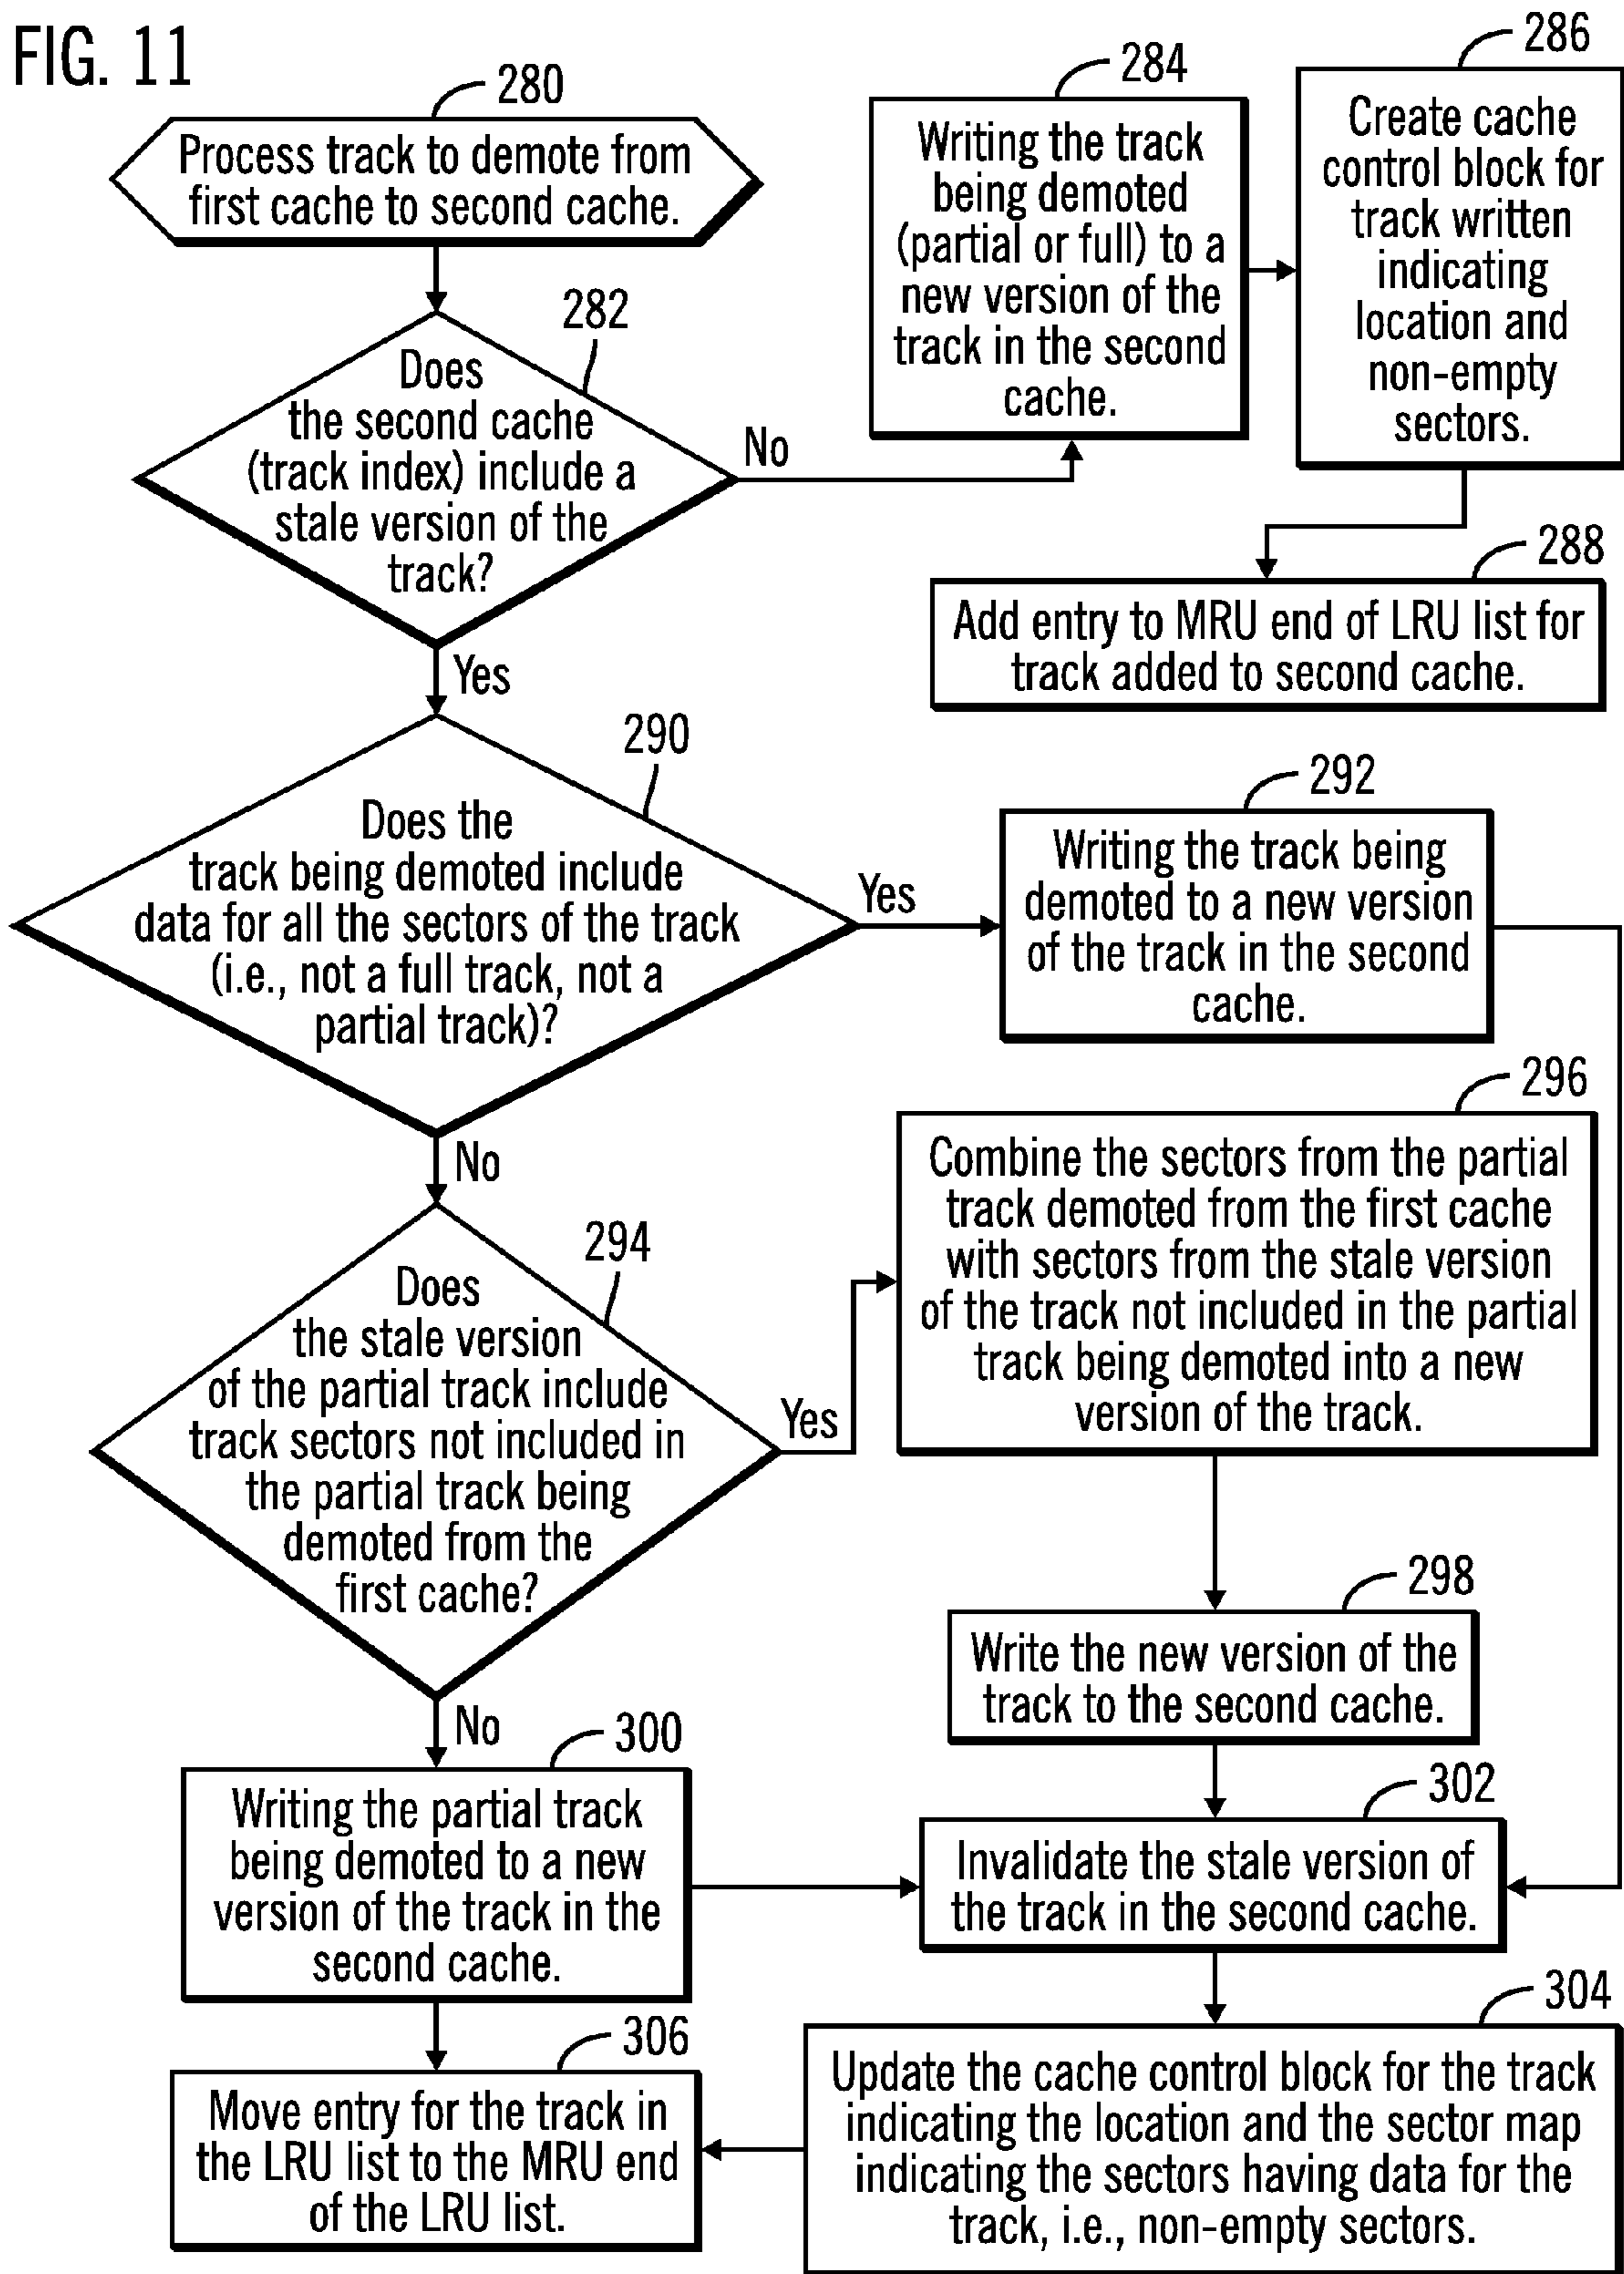 FIG. 11
280
Process track to demote from
first cache to second cache.
282
Does
the second cache
(track index) include a
stale version of the
track?
No
Yes
284
Writing the track
being demoted
(partial or full) to a
new version of the
track in the second
cache.
286
Create cache
control block for
track written
indicating
location and
non-empty
sectors.
288
Add entry to MRU end of LRU list for
track added to second cache.
290
Does the
track being demoted include
data for all the sectors of the track
(i.e., not a full track, not a
partial track)?
Yes
No
292
Writing the track being
demoted to a new version
of the track in the second
cache.
294
Does
the stale version
of the partial track include
track sectors not included in
the partial track being
demoted from the
first cache?
Yes
No
296
Combine the sectors from the partial
track demoted from the first cache
with sectors from the stale version
of the track not included in the partial
track being demoted into a new
version of the track.
298
Write the new version of the
track to the second cache.
300
Writing the partial track
being demoted to a new
version of the track in the
second cache.
302
Invalidate the stale version of
the track in the second cache.
304
Update the cache control block for the track
indicating the location and the sector map
indicating the sectors having data for the
track, i.e., non-empty sectors.
306
Move entry for the track in
the LRU list to the MRU end
of the LRU list.